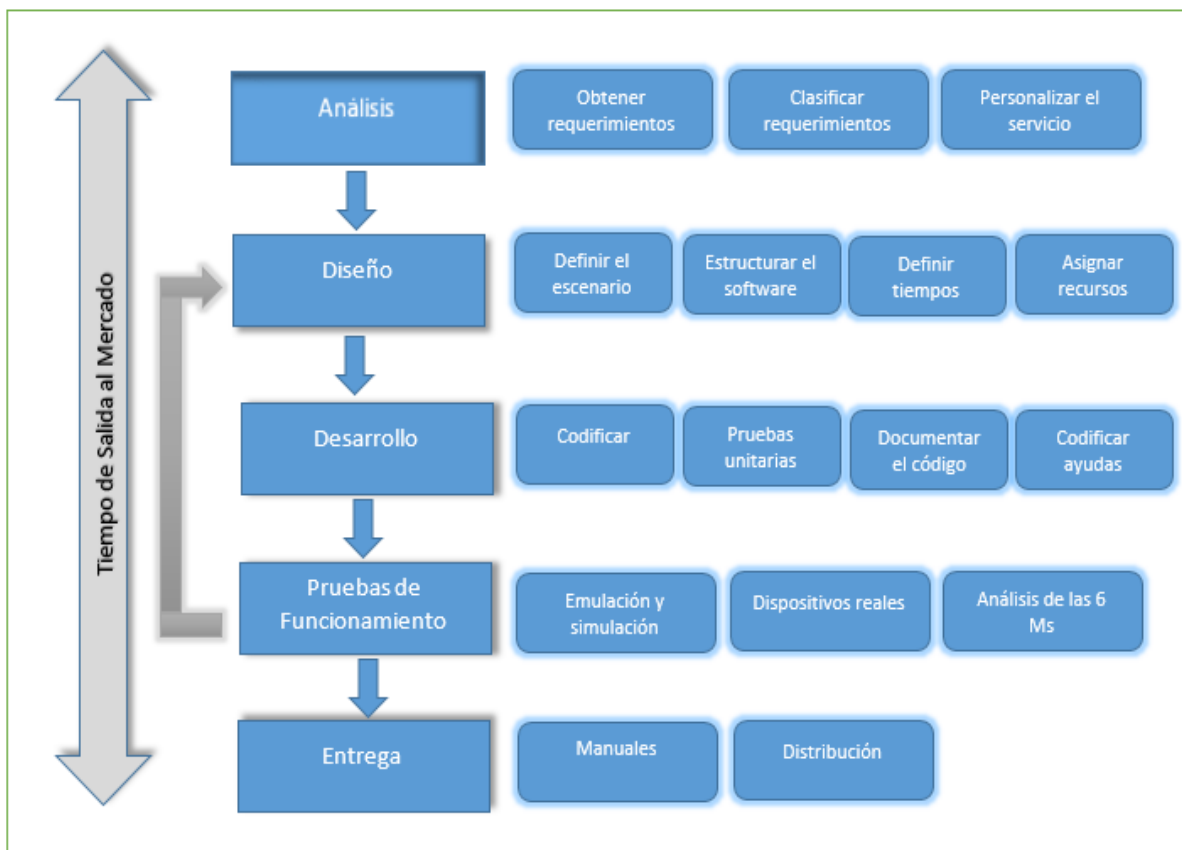 Análisis
Obtener
requerimientos
Clasificar
requerimientos
Personalizar el
servicio
Diseño
Definir el
escenario
Estructurar el
software
Definir
tiempos
Asignar
recursos
Tiempo de Salida al Mercado
Desarrollo
Codificar
Pruebas
unitarias
Documentar
el código
Codificar
ayudas
Pruebas de
Funcionamiento
Emulación y
simulación
Dispositivos reales
Análisis de las 6
Ms
Entrega
Manuales
Distribución